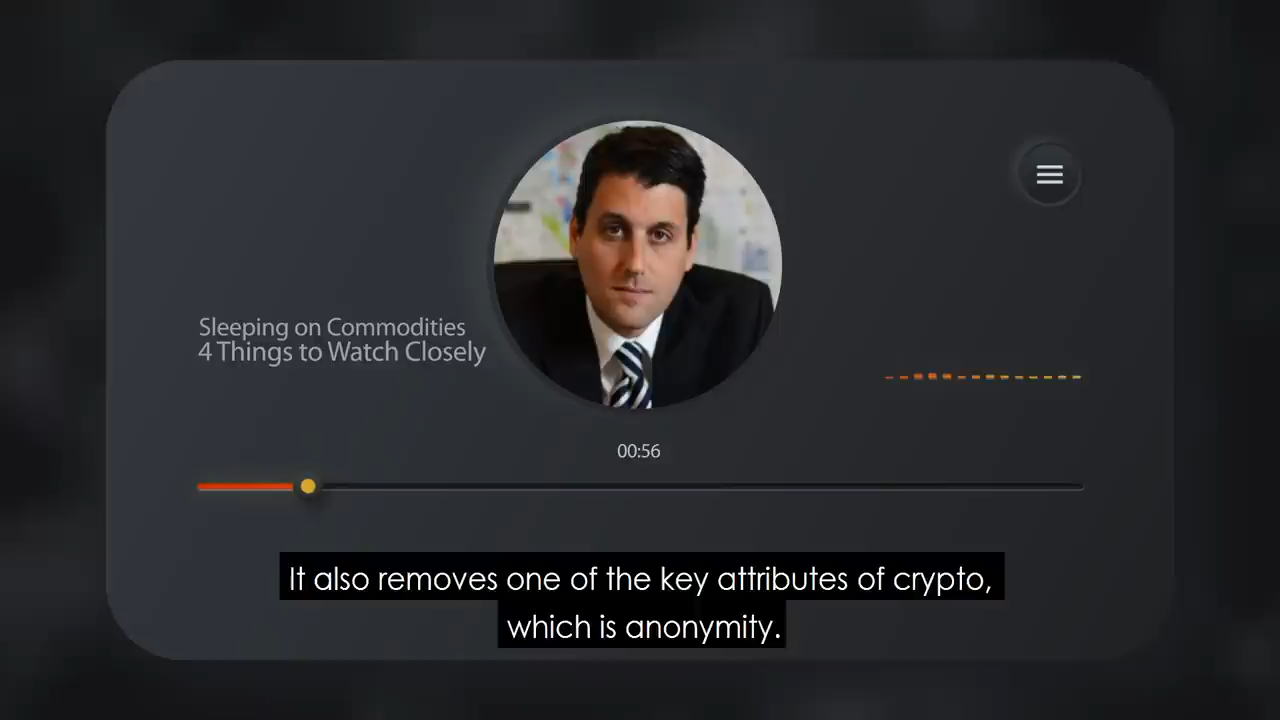 Sleeping on Commodities
4 Things to Watch Closely
00:56
It also removes one of the key attributes of crypto,
which is anonymity.